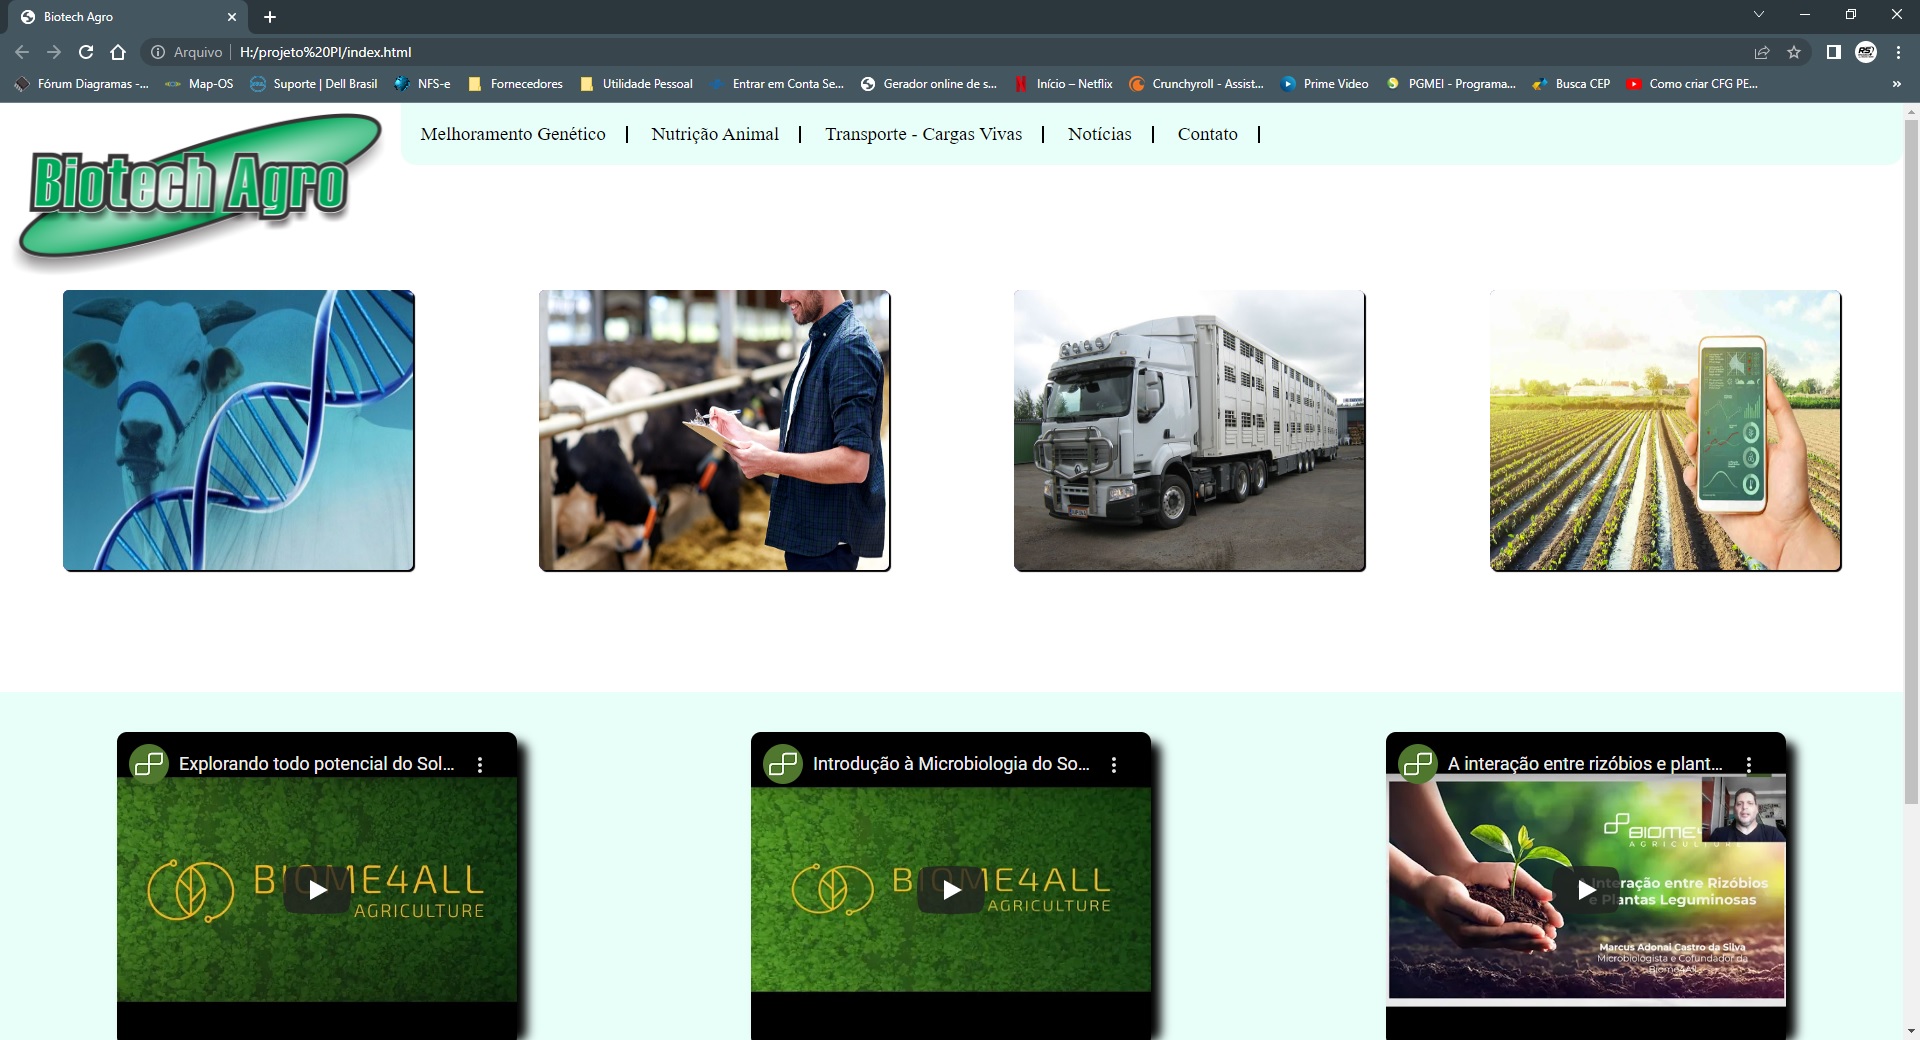 Biotech Agro
Arquivo | H:/projeto%20PI/index.html
Fórum Diagramas -... Map-OS Suporte | Dell Brasil NFS-e Fornecedores Utilidade Pessoal Entrar em Conta Se... Gerador online de s... Início – Netflix Crunchyroll - Assist... Prime Video PGMEI - Programa... Busca CEP Como criar CFG PE... »
Biotech Agro
Melhoramento Genético | Nutrição Animal | Transporte - Cargas Vivas | Notícias | Contato |
Explorando todo potencial do Sol...
BIOME4ALL
AGRICULTURE
Introdução à Microbiologia do So...
BIOME4ALL
AGRICULTURE
A interação entre rizóbios e plant...
BIOME
AGRICULTURE
Interação entre Rizóbios
e Plantas Leguminosas
Marcus Adonai Castro da Silva
Microbiologista e Cofundador da
Biome4All